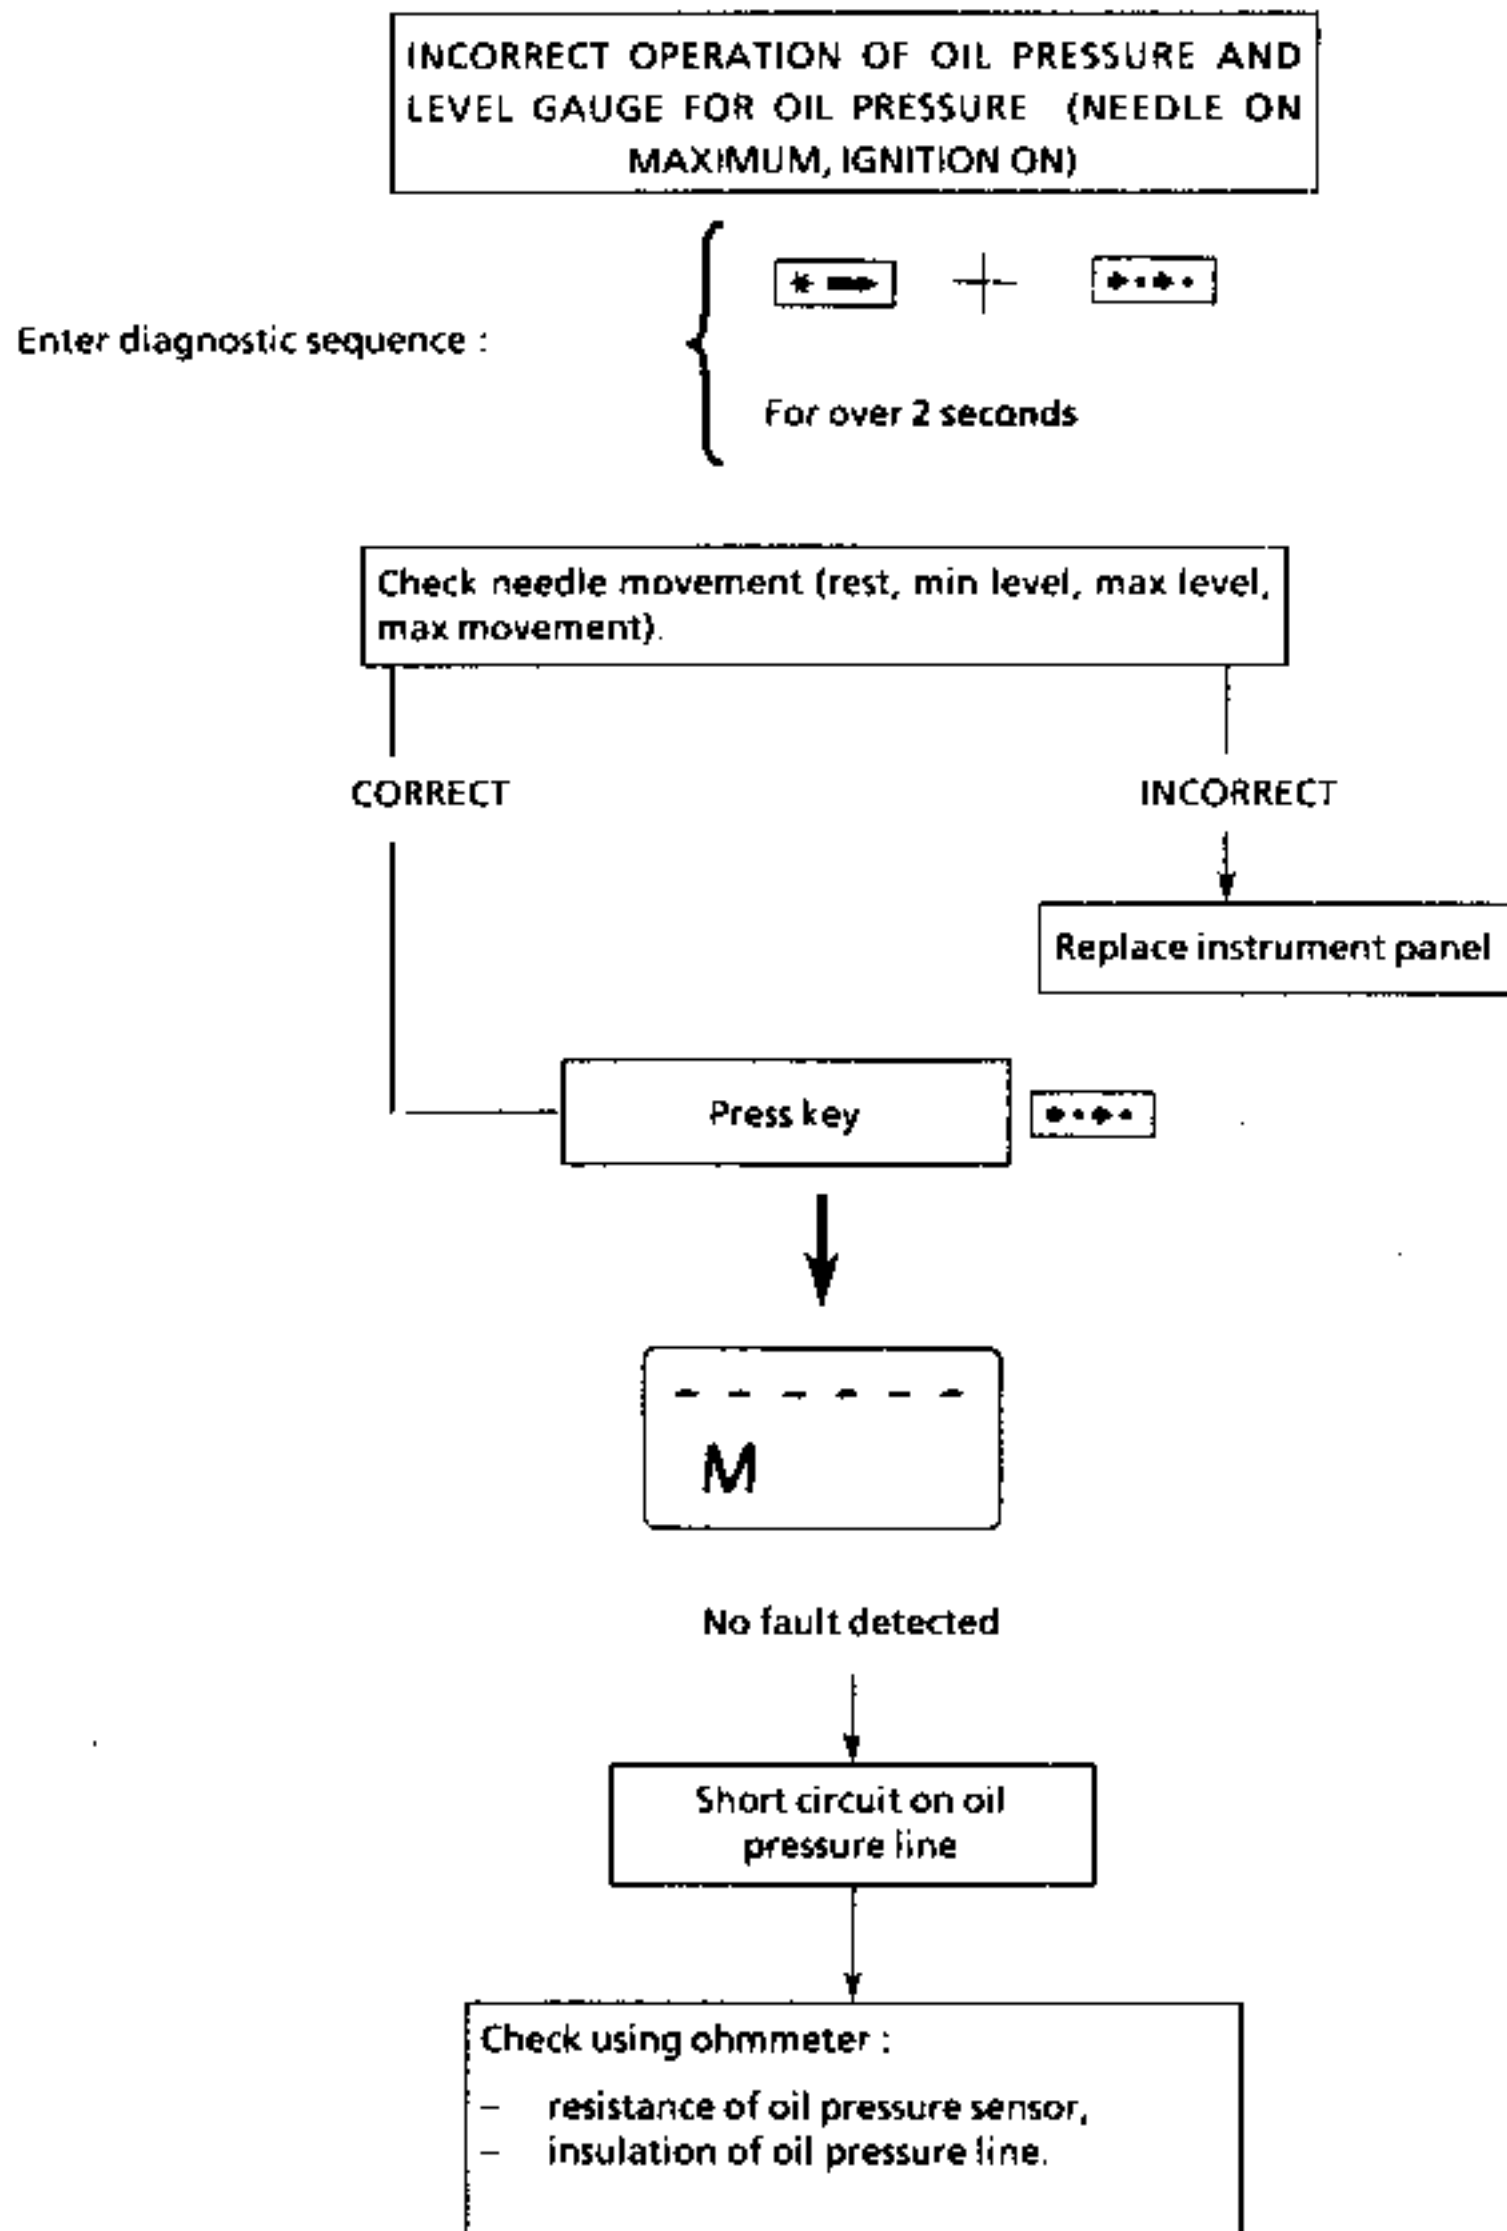 INCORRECT OPERATION OF OIL PRESSURE AND
LEVEL GAUGE FOR OIL PRESSURE (NEEDLE ON
MAXIMUM, IGNITION ON)
Enter diagnostic sequence :
For over 2 seconds
Check needle movement (rest, min level, max level,
max movement).
CORRECT
INCORRECT
Replace instrument panel
Press key
- - - - - -
M
No fault detected
Short circuit on oil
pressure line
Check using ohmmeter :
– resistance of oil pressure sensor,
– insulation of oil pressure line.